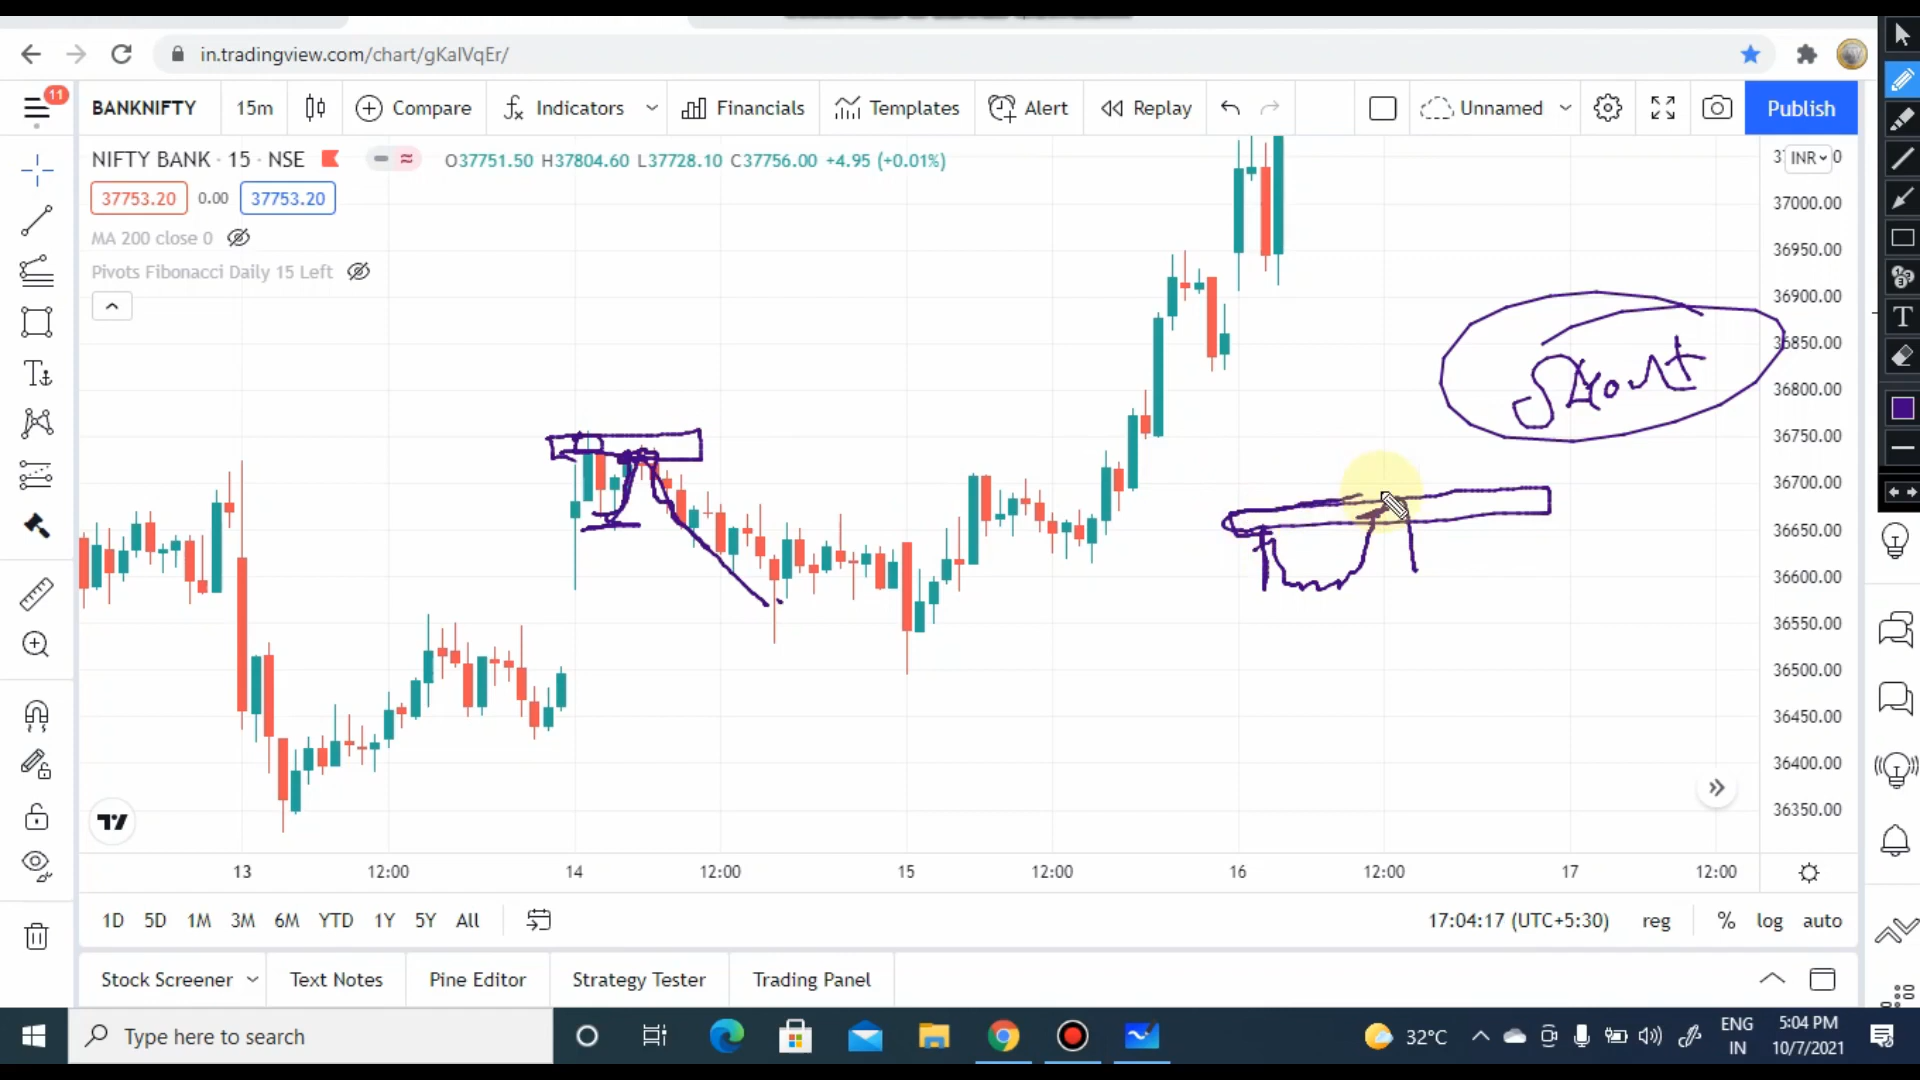 in.tradingview.com/chart/gKalVqEr/
11
BANKNIFTY 15m Compare Indicators Financials Templates Alert Replay Unnamed Publish
NIFTY BANK · 15 · NSE O37751.50 H37804.60 L37728.10 C37756.00 +4.95 (+0.01%)
INR
37753.20 0.00 37753.20
MA 200 close 0
Pivots Fibonacci Daily 15 Left
37000.00
36950.00
36900.00
36850.00
36800.00
36750.00
36700.00
36650.00
36600.00
36550.00
36500.00
36450.00
36400.00
36350.00
13 12:00 14 12:00 15 12:00 16 12:00 17 12:00
1D 5D 1M 3M 6M YTD 1Y 5Y All 17:04:17 (UTC+5:30) reg % log auto
Stock Screener Text Notes Pine Editor Strategy Tester Trading Panel
Type here to search 32°C ENG IN 5:04 PM 10/7/2021